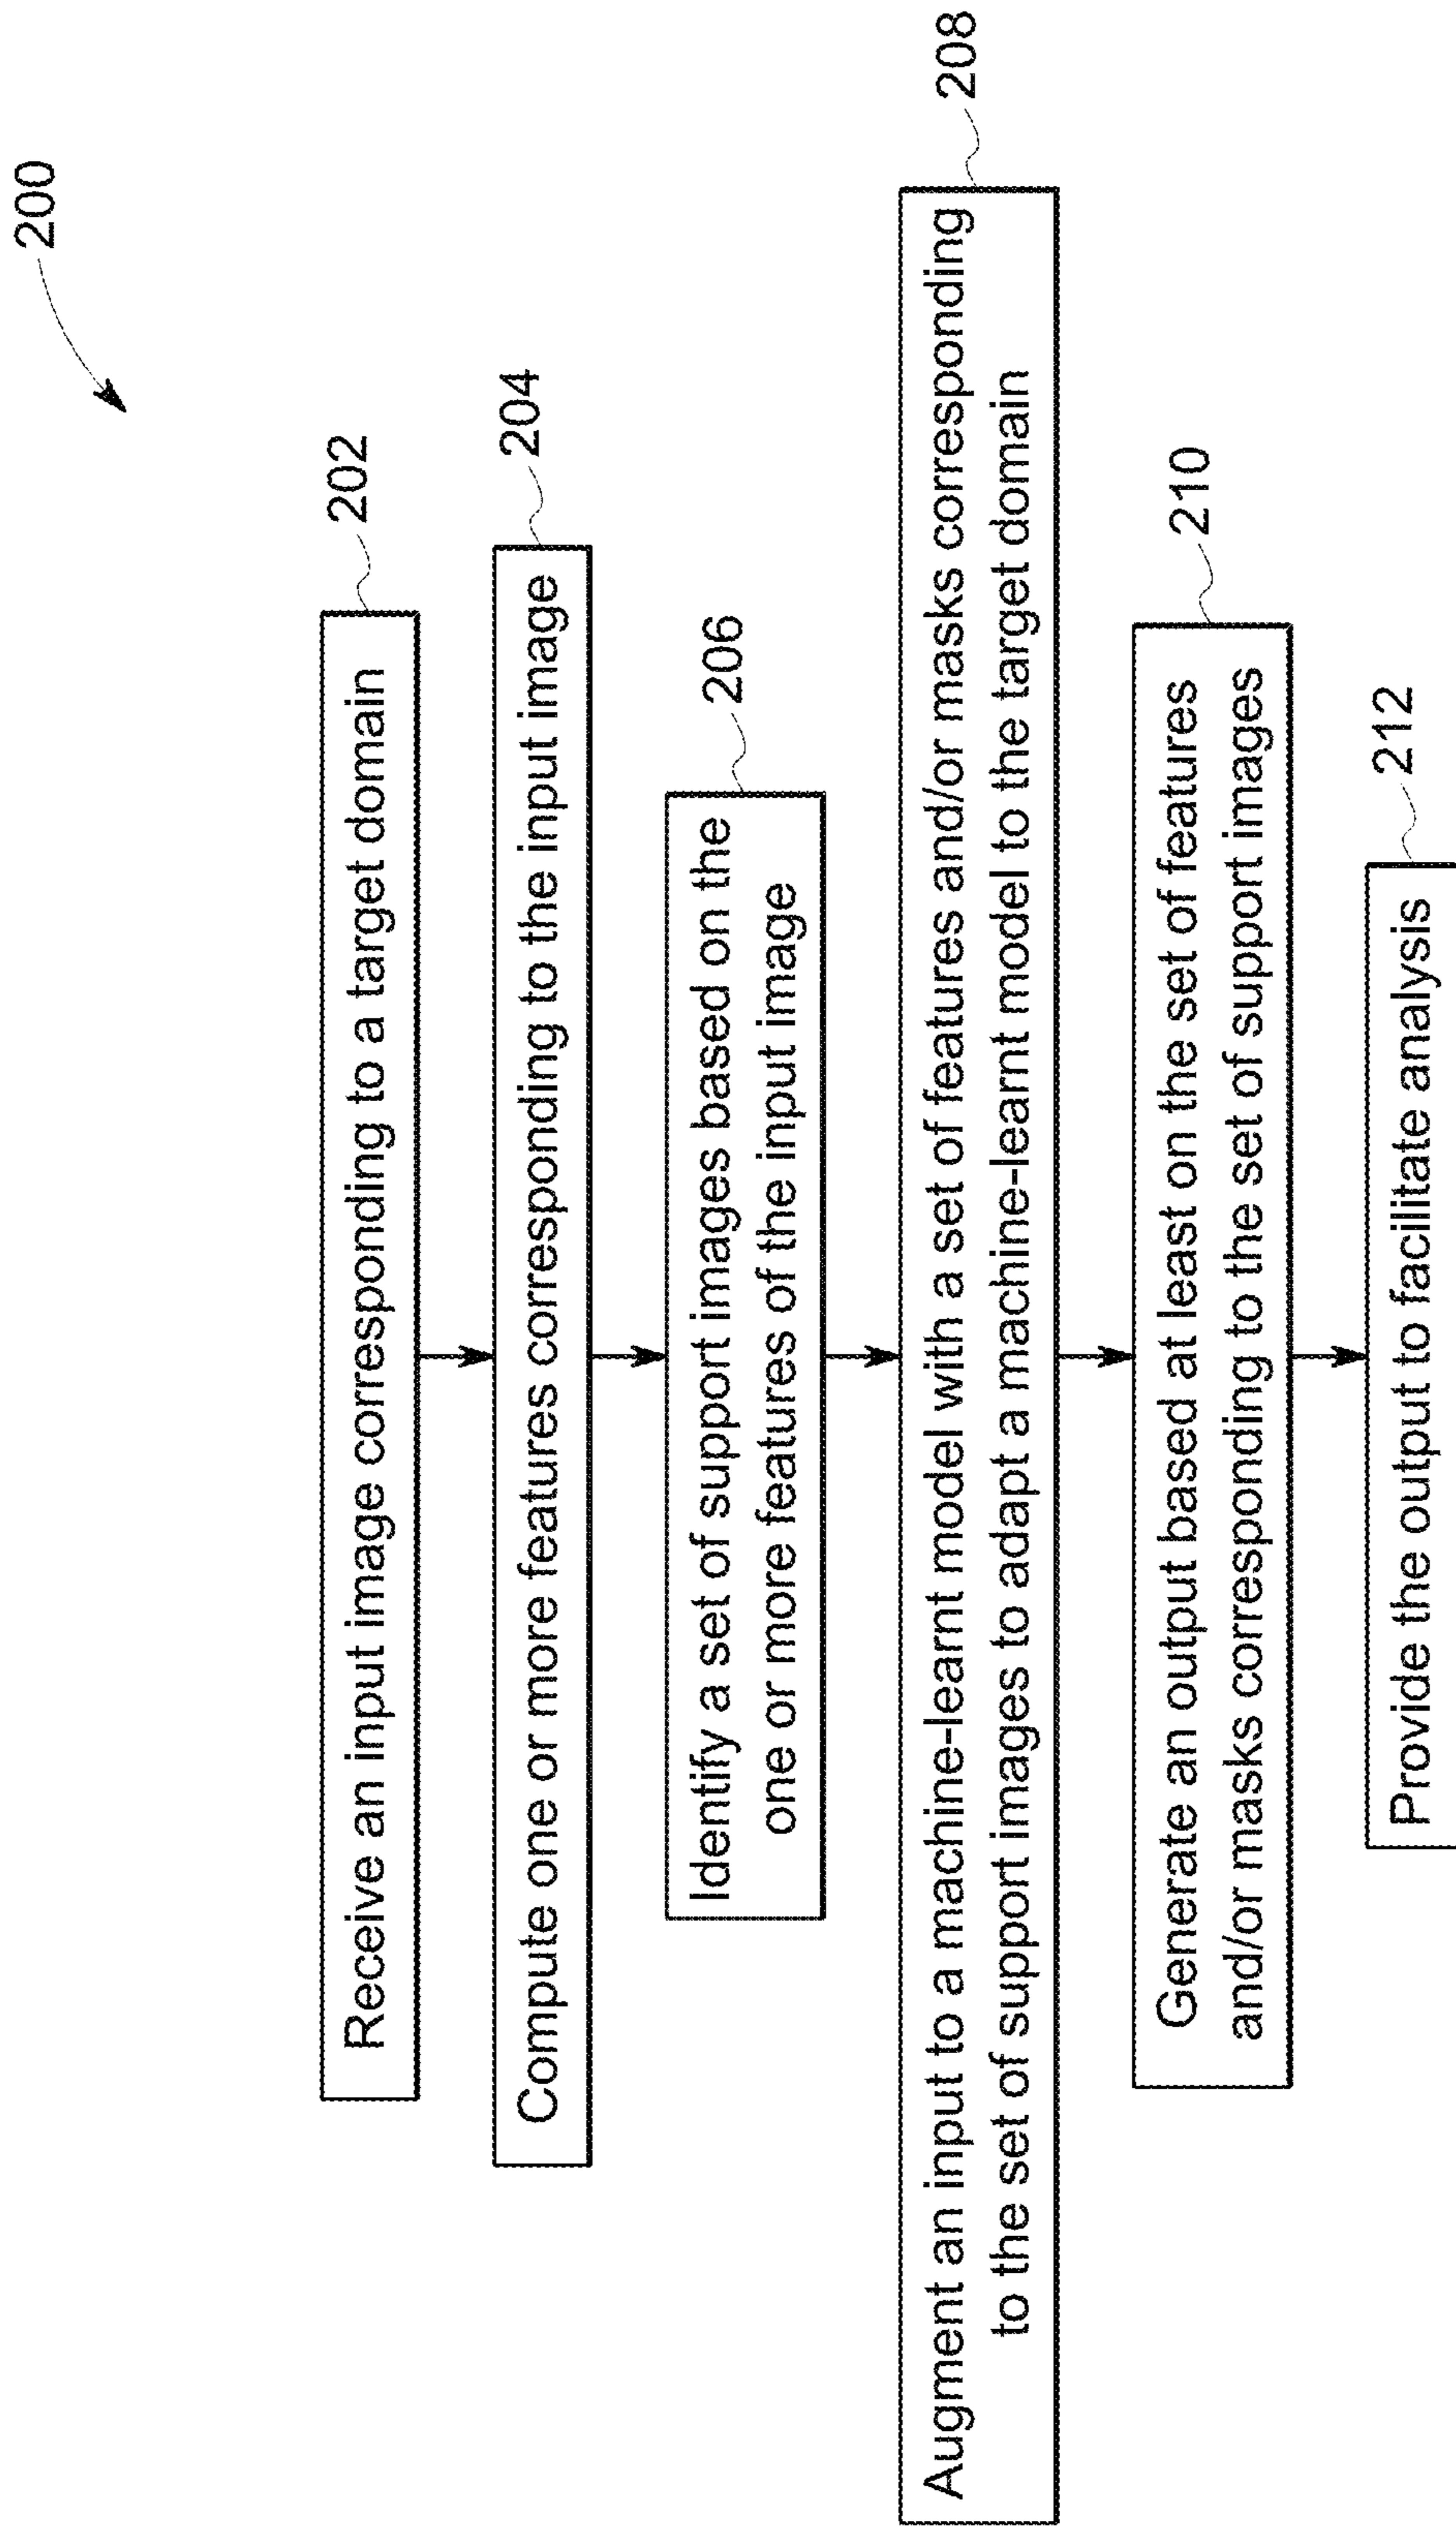 200
202
Receive an input image corresponding to a target domain
204
Compute one or more features corresponding to the input image
206
Identify a set of support images based on the
one or more features of the input image
208
Augment an input to a machine-learnt model with a set of features and/or masks corresponding
to the set of support images to adapt a machine-learnt model to the target domain
210
Generate an output based at least on the set of features
and/or masks corresponding to the set of support images
212
Provide the output to facilitate analysis